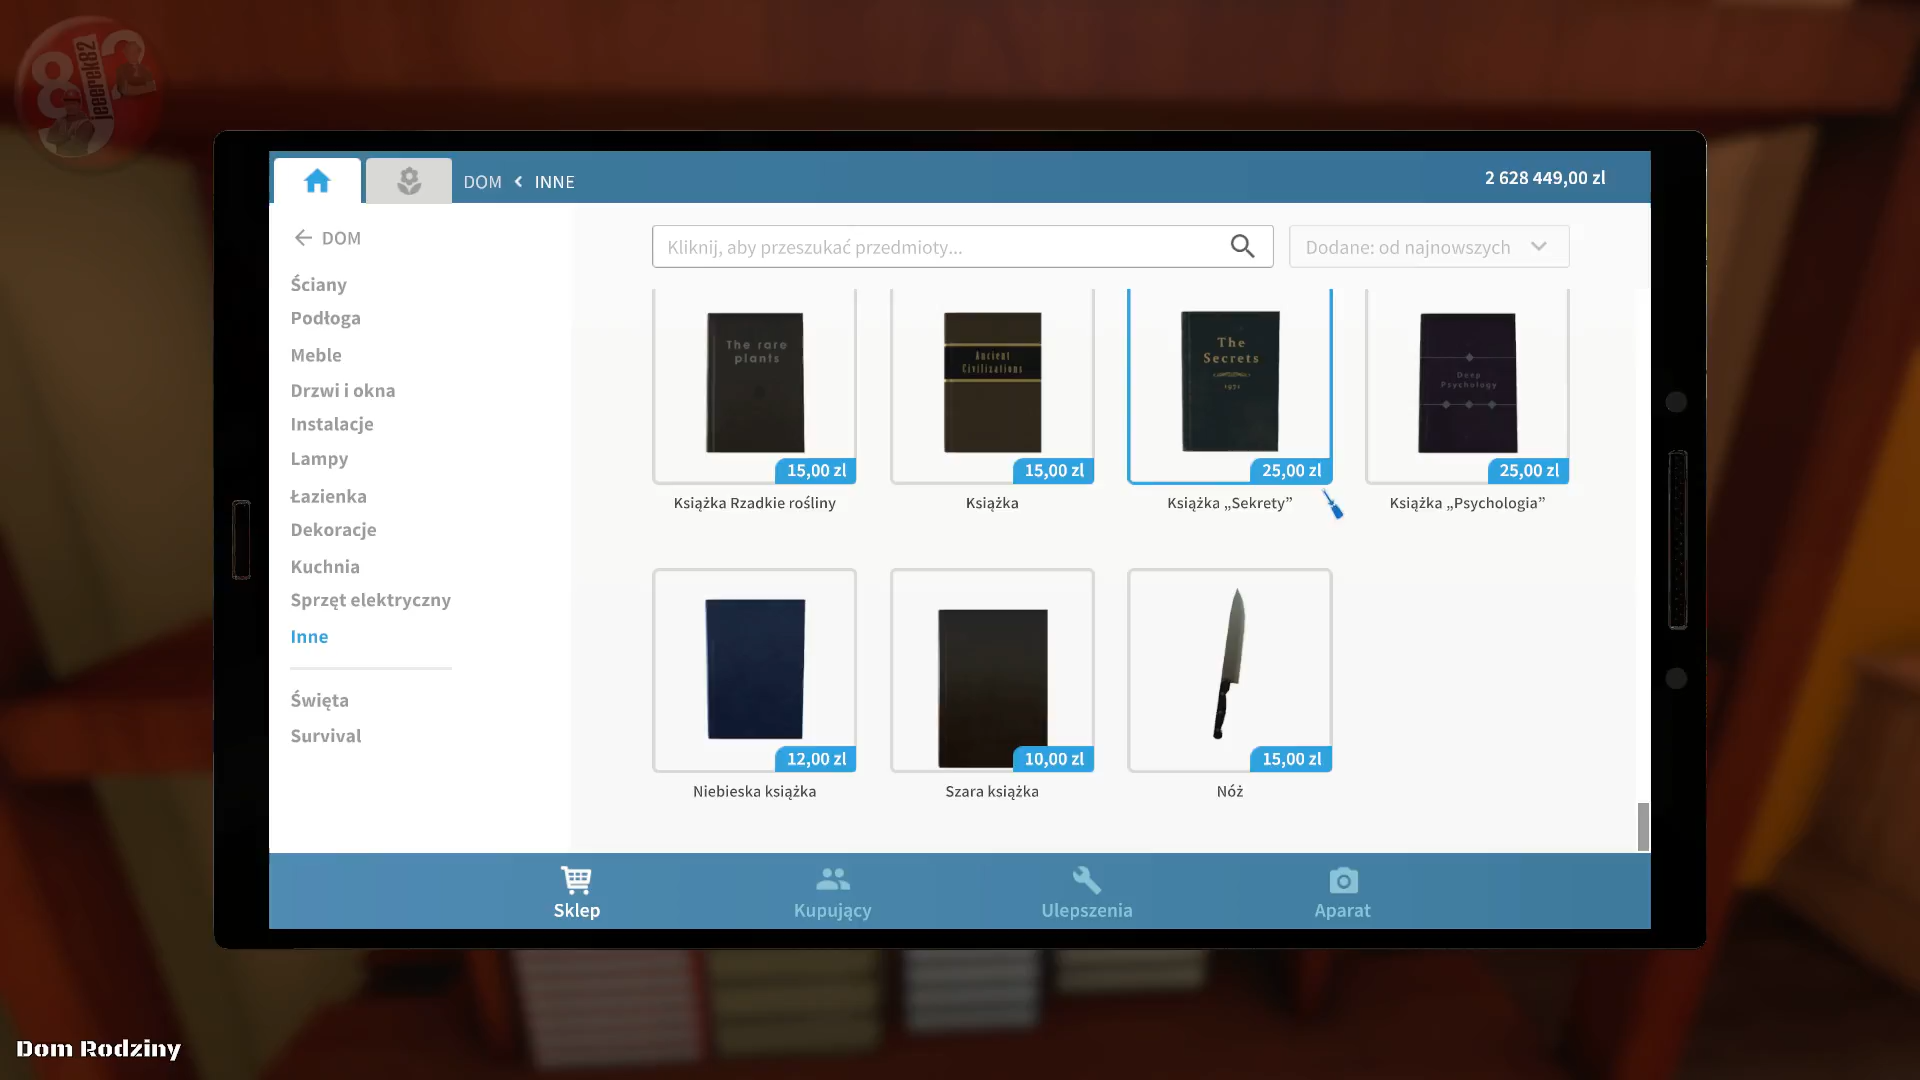 82
jeeerek82
DOM < INNE
2 628 449,00 zl
DOM
Ściany
Podłoga
Meble
Drzwi i okna
Instalacje
Lampy
Łazienka
Dekoracje
Kuchnia
Sprzęt elektryczny
Inne
Święta
Survival
Kliknij, aby przeszukać przedmioty...
Dodane: od najnowszych
The rare
plants
15,00 zl
Książka Rzadkie rośliny
Ancient
Civilizations
15,00 zl
Książka
The
Secrets
1971
25,00 zl
Książka „Sekrety”
Deep
Psychology
25,00 zl
Książka „Psychologia”
12,00 zl
Niebieska książka
10,00 zl
Szara książka
15,00 zl
Nóż
Sklep
Kupujący
Ulepszenia
Aparat
Dom Rodziny